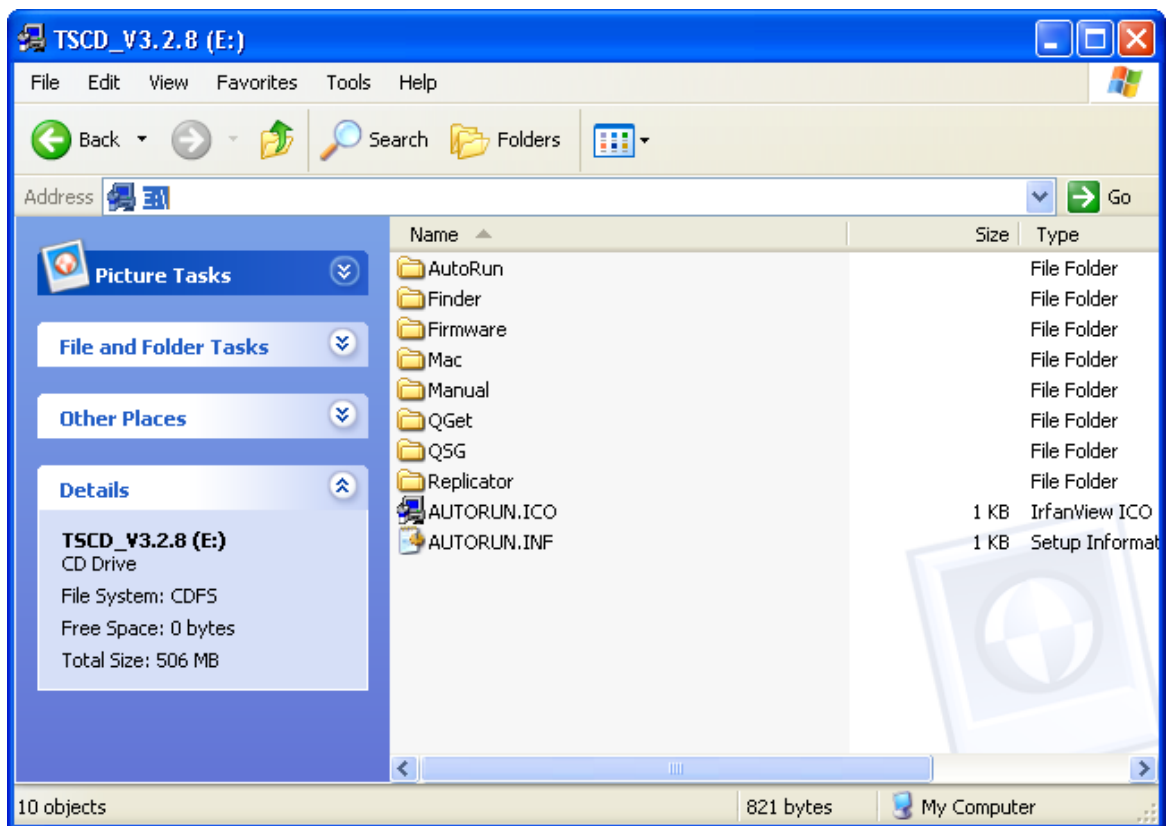 TSCD_V3.2.8 (E:)
File Edit View Favorites Tools Help
Back Search Folders
Address E:\ Go
Picture Tasks
File and Folder Tasks
Other Places
Details
TSCD_V3.2.8 (E:)
CD Drive
File System: CDFS
Free Space: 0 bytes
Total Size: 506 MB
Name Size Type
AutoRun File Folder
Finder File Folder
Firmware File Folder
Mac File Folder
Manual File Folder
QGet File Folder
QSG File Folder
Replicator File Folder
AUTORUN.ICO 1 KB IrfanView ICO
AUTORUN.INF 1 KB Setup Informat
10 objects 821 bytes My Computer